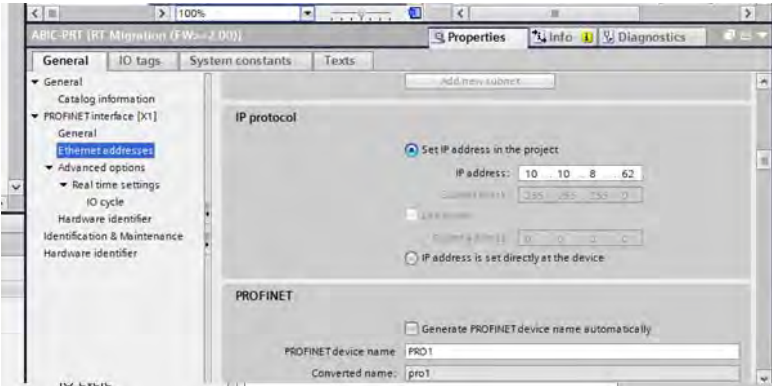 100%
ABIC-PRT [RT Migration (FW>=2.00)]
Properties Info Diagnostics
General IO tags System constants Texts
General
Catalog information
PROFINET interface [X1]
General
Ethernet addresses
Advanced options
Real time settings
IO cycle
Hardware identifier
Identification & Maintenance
Hardware identifier
Add new subnet
IP protocol
Set IP address in the project
IP address: 10 . 10 . 8 . 62
Subnet mask: 255 . 255 . 255 . 0
0 . 0 . 0 . 0
IP address is set directly at the device
PROFINET
Generate PROFINET device name automatically
PROFINET device name PRO1
Converted name: pro1